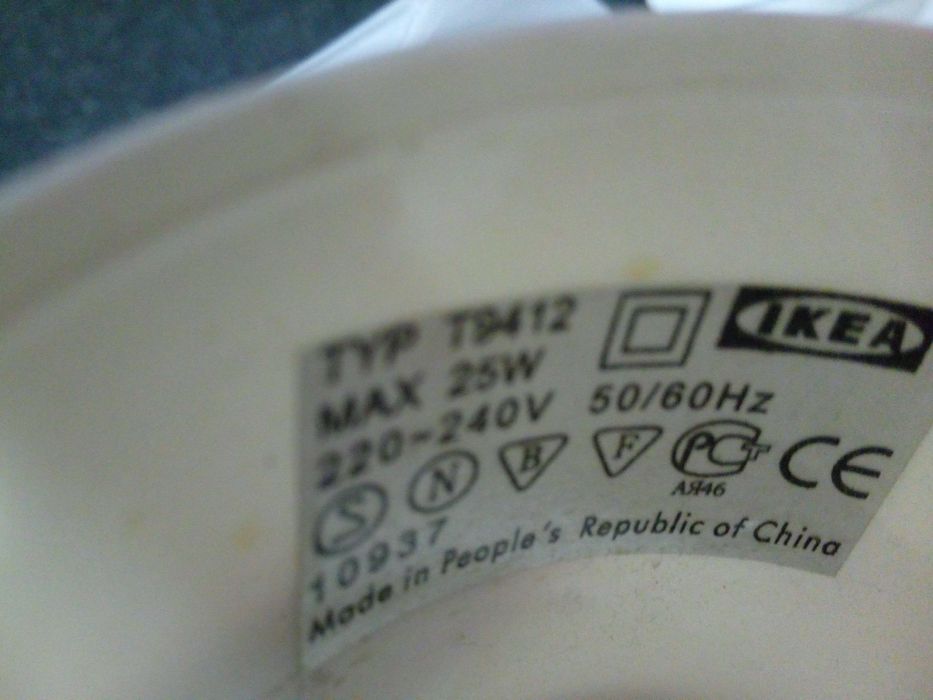 TYP T9412
IKEA
MAX 25W
220-240V 50/60Hz
S N B F PCT CE
АЯ46
10937
Made in People's Republic of China